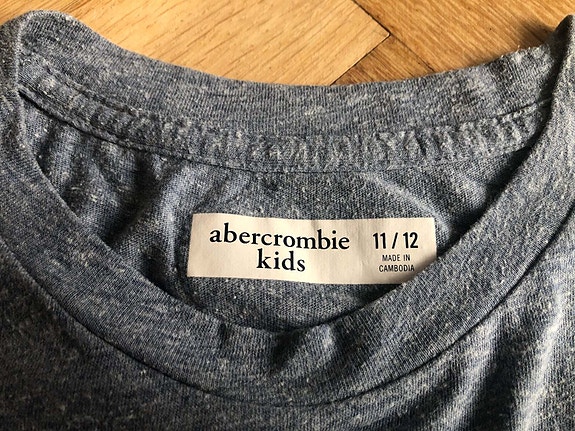 abercrombie
kids
11 / 12
MADE IN
CAMBODIA